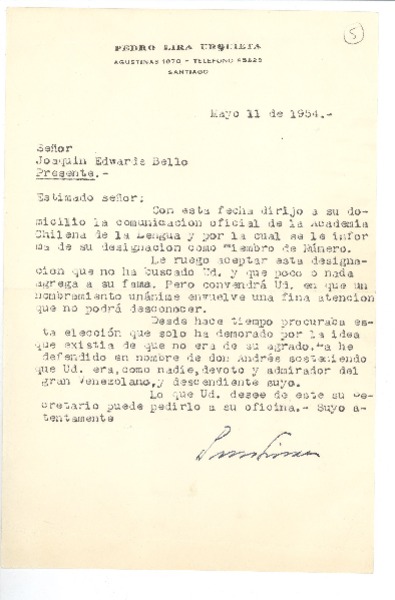 5
PEDRO LIRA URQUIETA
AGUSTINAS 1070 - TELEFONO 65225
SANTIAGO
Mayo 11 de 1954.-
Señor
Joaquin Edwards Bello
Presente.-
Estimado señor;
Con esta fecha dirijo a su do-
micilio la comunicacion oficial de la Academia
Chilena de la Lengua y por la cual se le infor
ma de su designacion como Miembro de Número.
Le ruego aceptar esta designa-
cion que no ha buscado Ud. y que poco o nada
agrega a su fama. Pero convendrá Ud. en que un
nombramiento unánime envuelve una fina atencion
que no podrá desconocer.
Desde hace tiempo procuraba es-
ta elección que solo ha demorado por la idea
que existia de que no era de su agrado. La he
defendido en nombre de don Andrés sosteniendo
que Ud. era, como nadie, devoto y admirador del
gran Venezolano, y descendiente suyo.
Lo que Ud. desee de este su Se-
cretario puede pedirlo a su oficina.- Suyo a-
tentamente